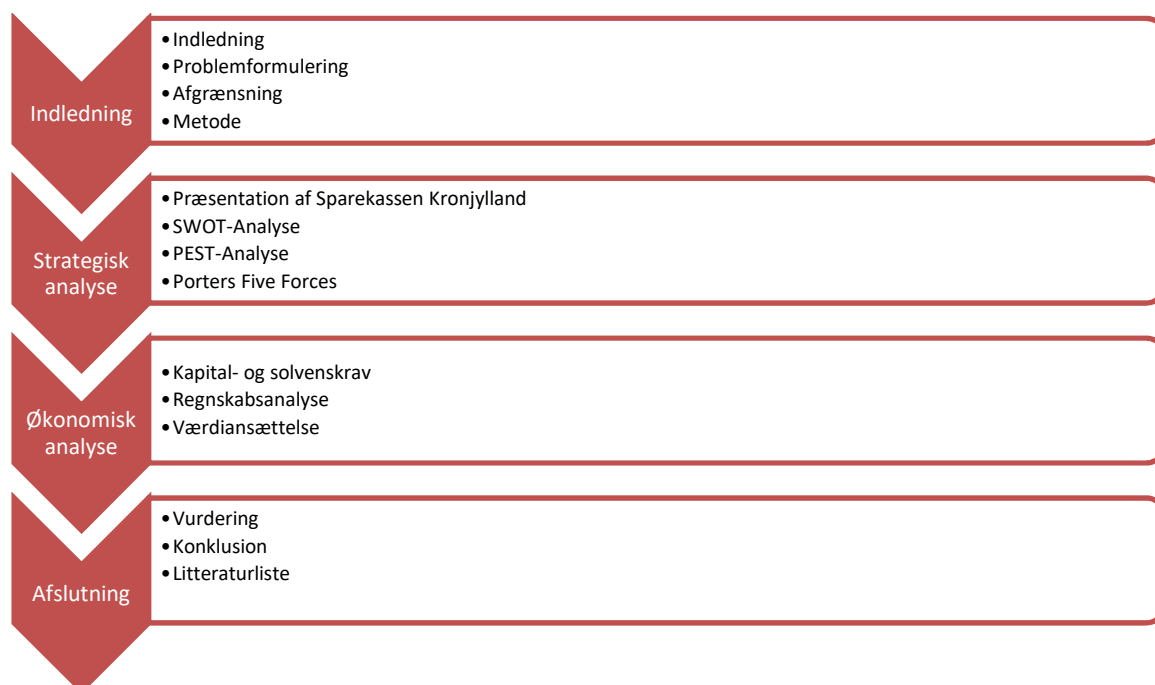 Indledning
•Indledning
•Problemformulering
•Afgrænsning
•Metode
Strategisk
analyse
•Præsentation af Sparekassen Kronjylland
•SWOT-Analyse
•PEST-Analyse
•Porters Five Forces
Økonomisk
analyse
•Kapital- og solvenskrav
•Regnskabsanalyse
•Værdiansættelse
Afslutning
•Vurdering
•Konklusion
•Litteraturliste